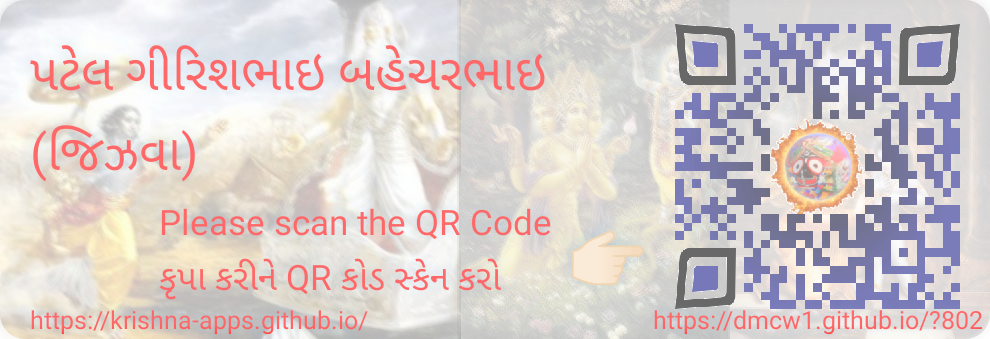 પટેલ ગીરિશભાઇ બહેચરભાઇ
(જિઝવા)
Please scan the QR Code
કૃપા કરીને QR કોડ સ્કેન કરો
https://krishna-apps.github.io/
https://dmcw1.github.io/?802